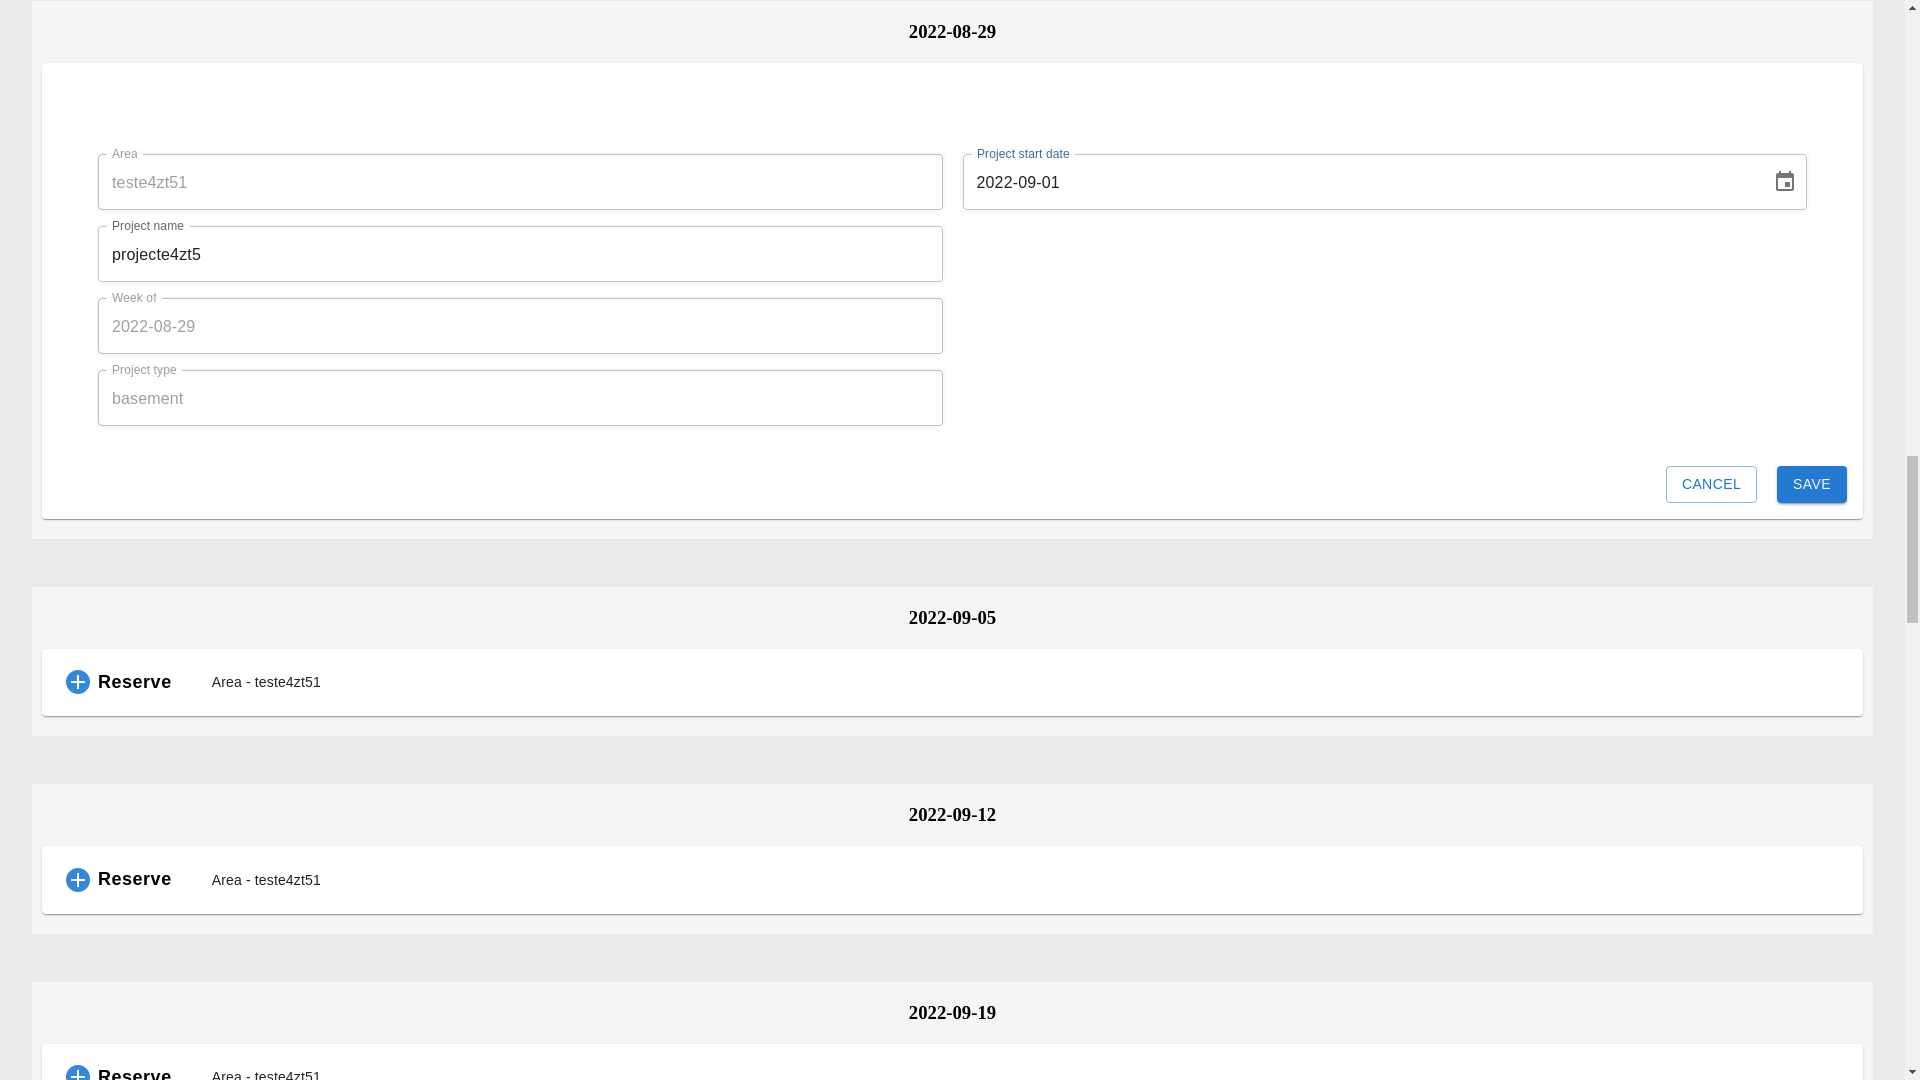 2022-08-29
Area
teste4zt51
Project start date
2022-09-01
Project name
projecte4zt5
Week of
2022-08-29
Project type
basement
CANCEL
SAVE
2022-09-05
Reserve Area - teste4zt51
2022-09-12
Reserve Area - teste4zt51
2022-09-19
Reserve Area - teste4zt51